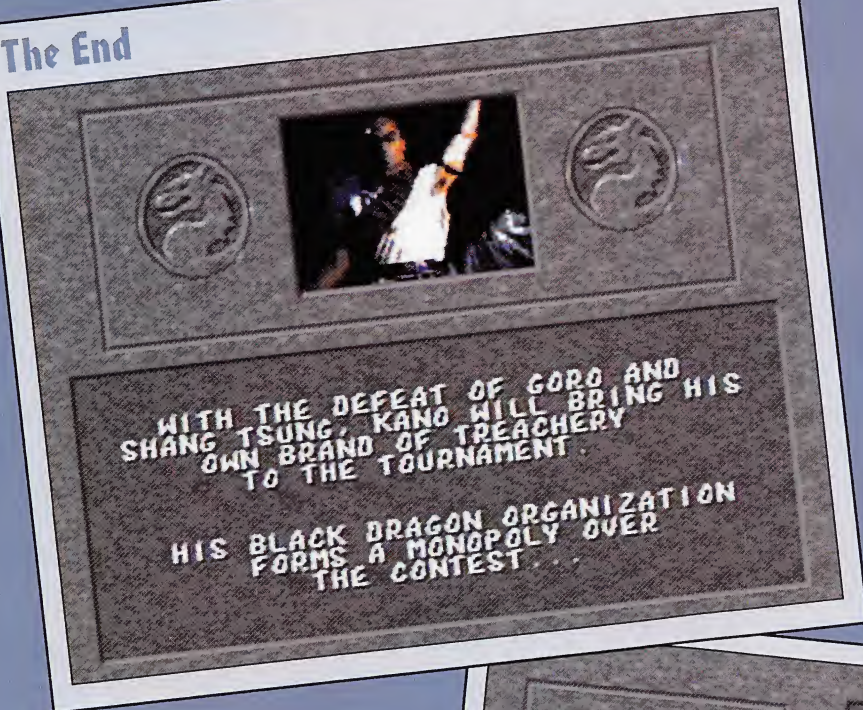 The End
WITH THE DEFEAT OF GORO AND
SHANG TSUNG, KANO WILL BRING HIS
OWN BRAND OF TREACHERY
TO THE TOURNAMENT.
HIS BLACK DRAGON ORGANIZATION
FORMS A MONOPOLY OVER
THE CONTEST...